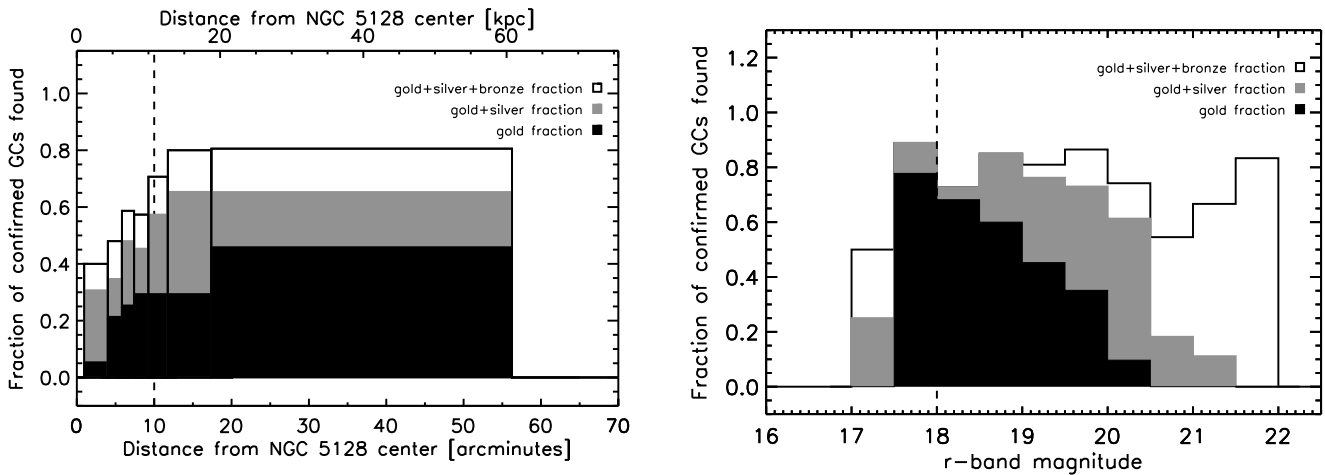 Distance from NGC 5128 center [kpc]
0 20 40 60
gold+silver+bronze fraction
gold+silver fraction
gold fraction
Fraction of confirmed GCs found
1.0
0.8
0.6
0.4
0.2
0.0
0 10 20 30 40 50 60 70
Distance from NGC 5128 center [arcminutes]
gold+silver+bronze fraction
gold+silver fraction
gold fraction
Fraction of confirmed GCs found
1.2
1.0
0.8
0.6
0.4
0.2
0.0
16 17 18 19 20 21 22
r-band magnitude